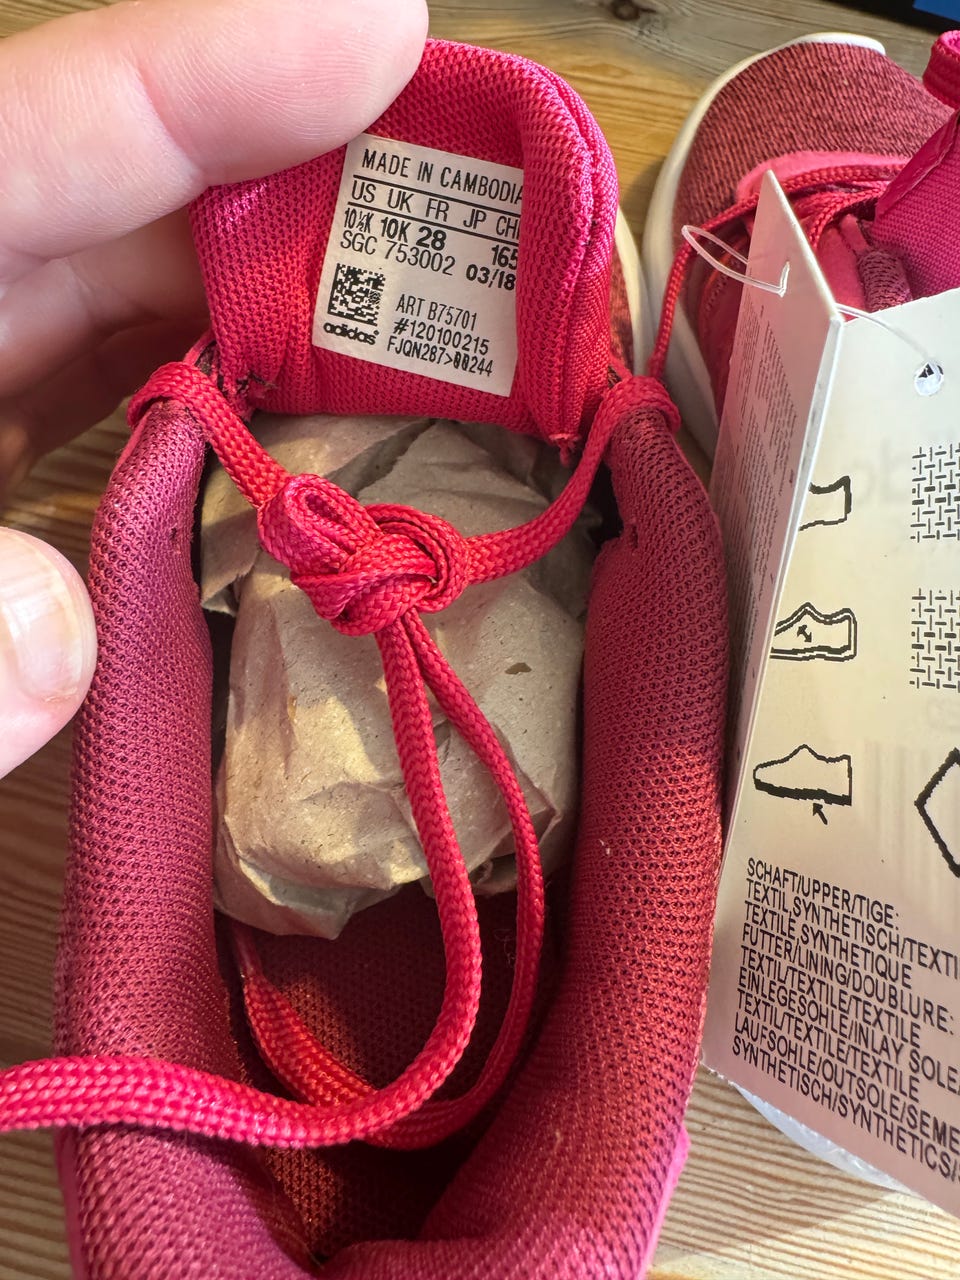 MADE IN CAMBODIA
US UK FR JP CH
10½K 10K 28 165
SGC 753002 03/18
ART B75701
#120100215
FJQN287>00244
adidas®
SCHAFT/UPPER/TIGE:
TEXTIL,SYNTHETISCH/TEXTI
TEXTILE,SYNTHETIQUE
FUTTER/LINING/DOUBLURE:
TEXTIL/TEXTILE/TEXTILE
EINLEGESOHLE/INLAY SOLE/
TEXTIL/TEXTILE/TEXTILE
LAUFSOHLE/OUTSOLE/SEME
SYNTHETISCH/SYNTHETICS/